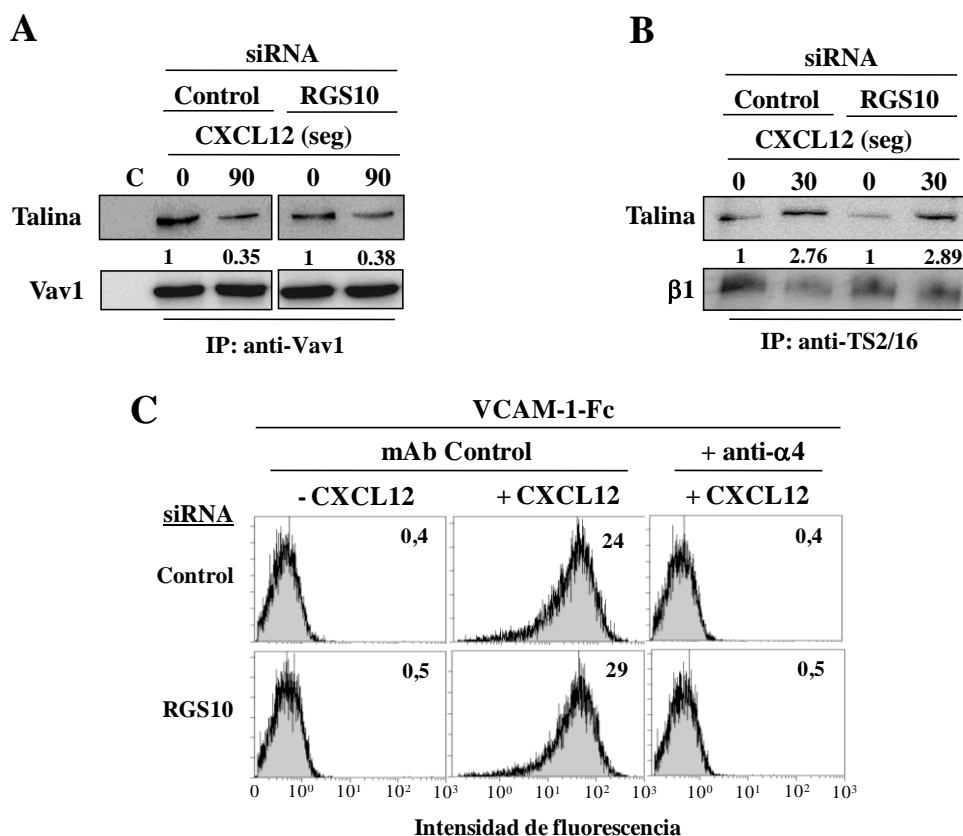 A
siRNA
Control RGS10
CXCL12 (seg)
C 0 90 0 90
Talina
1 0.35 1 0.38
Vav1
IP: anti-Vav1
B
siRNA
Control RGS10
CXCL12 (seg)
0 30 0 30
Talina
1 2.76 1 2.89
β1
IP: anti-TS2/16
C
VCAM-1-Fc
mAb Control + anti-α4
- CXCL12 + CXCL12 + CXCL12
siRNA
Control
0,4 24 0,4
RGS10
0,5 29 0,5
0 10⁰ 10¹ 10² 10³ 10⁰ 10¹ 10² 10³ 10⁰ 10¹ 10² 10³
Intensidad de fluorescencia